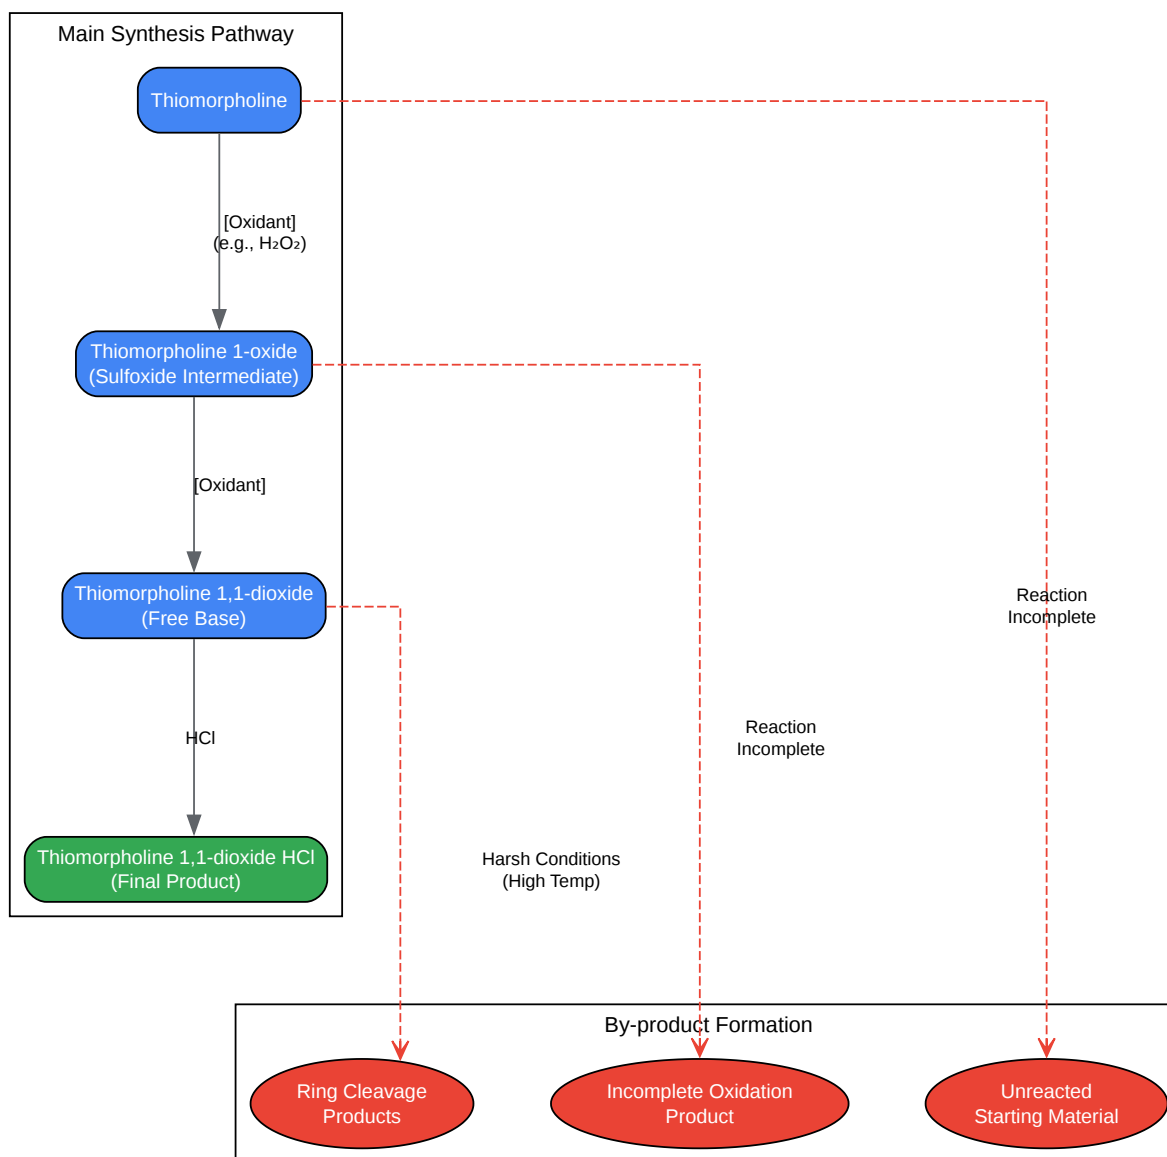 Main Synthesis Pathway
Thiomorpholine
[Oxidant]
(e.g., H₂O₂)
Thiomorpholine 1-oxide
(Sulfoxide Intermediate)
[Oxidant]
Thiomorpholine 1,1-dioxide
(Free Base)
HCl
Thiomorpholine 1,1-dioxide HCl
(Final Product)
Harsh Conditions
(High Temp)
Reaction
Incomplete
Reaction
Incomplete
By-product Formation
Ring Cleavage
Products
Incomplete Oxidation
Product
Unreacted
Starting Material